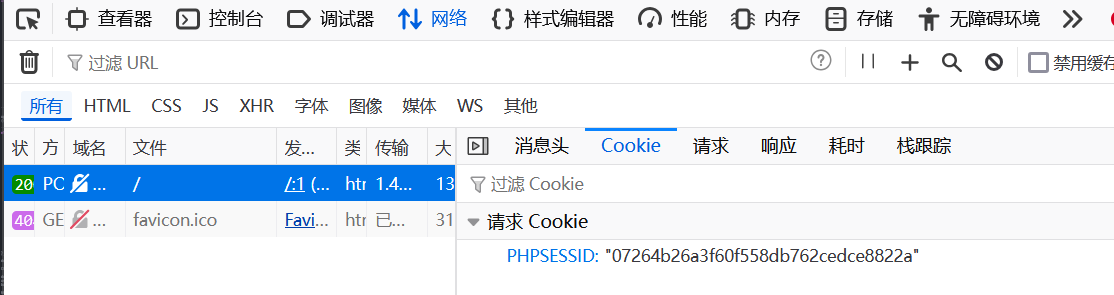 查看器 控制台 调试器 网络 {} 样式编辑器 性能 内存 存储 无障碍环境
过滤 URL 禁用缓存
所有 HTML CSS JS XHR 字体 图像 媒体 WS 其他
状 方 域名 文件 发... 类 传输 大 消息头 Cookie 请求 响应 耗时 栈跟踪
20 PO ... / /:1 (... htr 1.4... 13 过滤 Cookie
40 GE ... favicon.ico Favi... htr 已... 31 请求 Cookie
PHPSESSID: "07264b26a3f60f558db762cedce8822a"